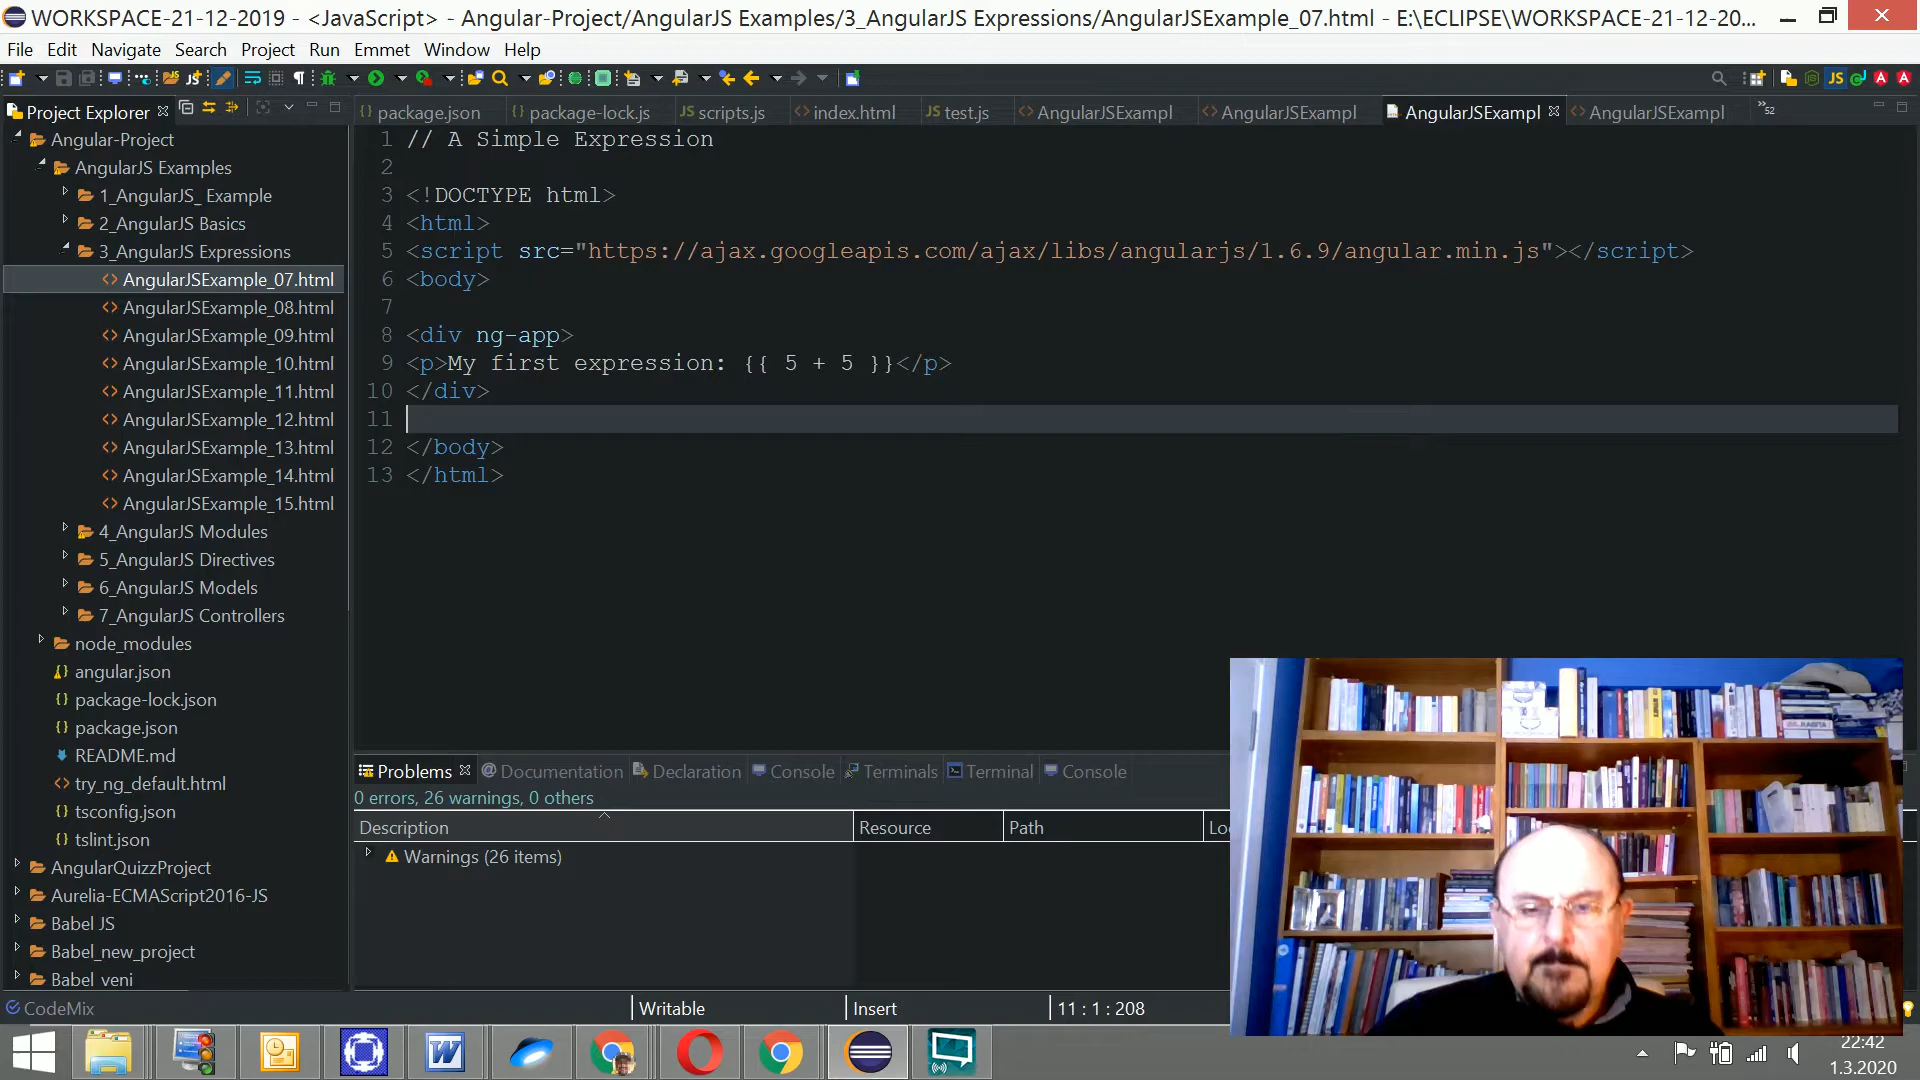 WORKSPACE-21-12-2019 - <JavaScript> - Angular-Project/AngularJS Examples/3_AngularJS Expressions/AngularJSExample_07.html - E:\ECLIPSE\WORKSPACE-21-12-20...
File Edit Navigate Search Project Run Emmet Window Help
Project Explorer
package.json package-lock.js scripts.js index.html test.js AngularJSExampl AngularJSExampl AngularJSExampl AngularJSExampl 52
Angular-Project
AngularJS Examples
1_AngularJS_ Example
2_AngularJS Basics
3_AngularJS Expressions
AngularJSExample_07.html
AngularJSExample_08.html
AngularJSExample_09.html
AngularJSExample_10.html
AngularJSExample_11.html
AngularJSExample_12.html
AngularJSExample_13.html
AngularJSExample_14.html
AngularJSExample_15.html
4_AngularJS Modules
5_AngularJS Directives
6_AngularJS Models
7_AngularJS Controllers
node_modules
angular.json
package-lock.json
package.json
README.md
try_ng_default.html
tsconfig.json
tslint.json
AngularQuizzProject
Aurelia-ECMAScript2016-JS
Babel JS
Babel_new_project
Babel veni
1 // A Simple Expression
2
3 <!DOCTYPE html>
4 <html>
5 <script src="https://ajax.googleapis.com/ajax/libs/angularjs/1.6.9/angular.min.js"></script>
6 <body>
7
8 <div ng-app>
9 <p>My first expression: {{ 5 + 5 }}</p>
10 </div>
11
12 </body>
13 </html>
Problems Documentation Declaration Console Terminals Terminal Console
0 errors, 26 warnings, 0 others
Description Resource Path Lo
Warnings (26 items)
CodeMix Writable Insert 11 : 1 : 208
22:42
1.3.2020